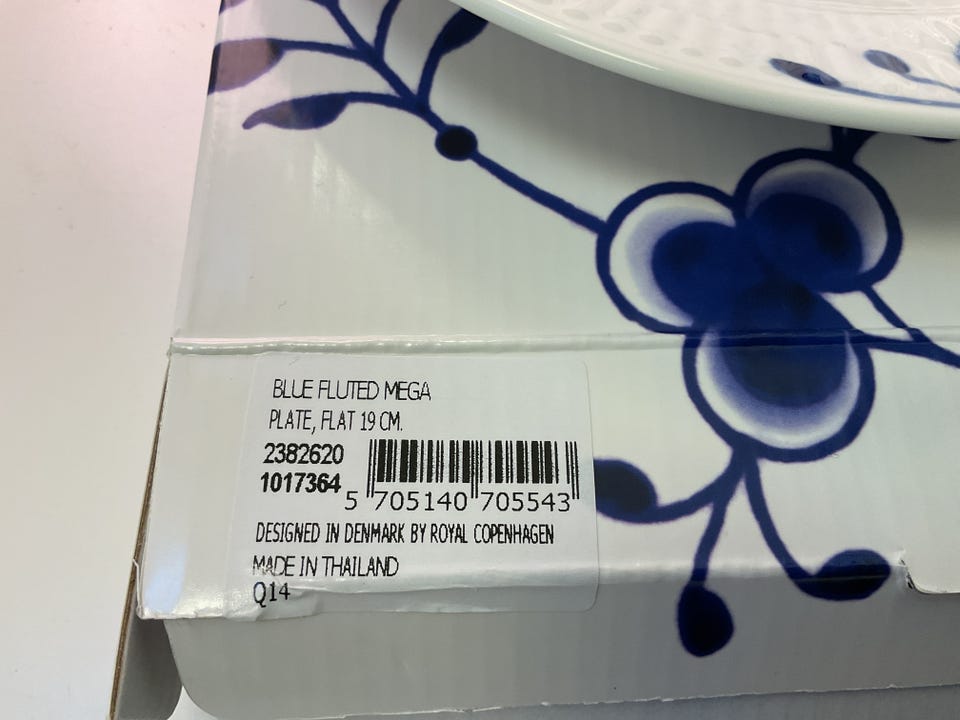 BLUE FLUTED MEGA
PLATE, FLAT 19 CM.
2382620
1017364
5 705140 705543
DESIGNED IN DENMARK BY ROYAL COPENHAGEN
MADE IN THAILAND
Q14